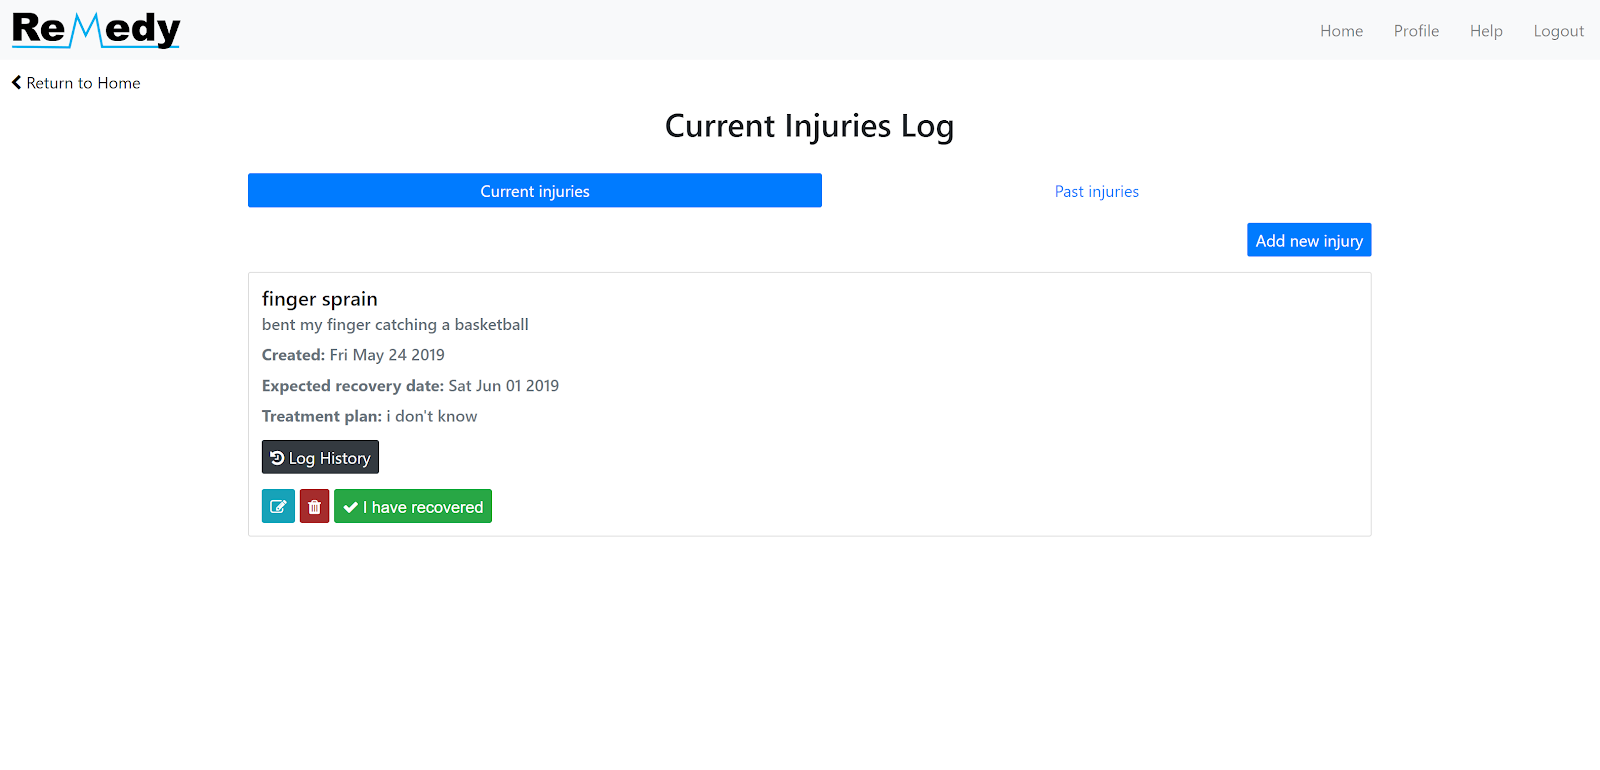 ReMedy
Home Profile Help Logout
Return to Home
Current Injuries Log
Current injuries Past injuries
Add new injury
finger sprain
bent my finger catching a basketball
Created: Fri May 24 2019
Expected recovery date: Sat Jun 01 2019
Treatment plan: i don't know
Log History
I have recovered